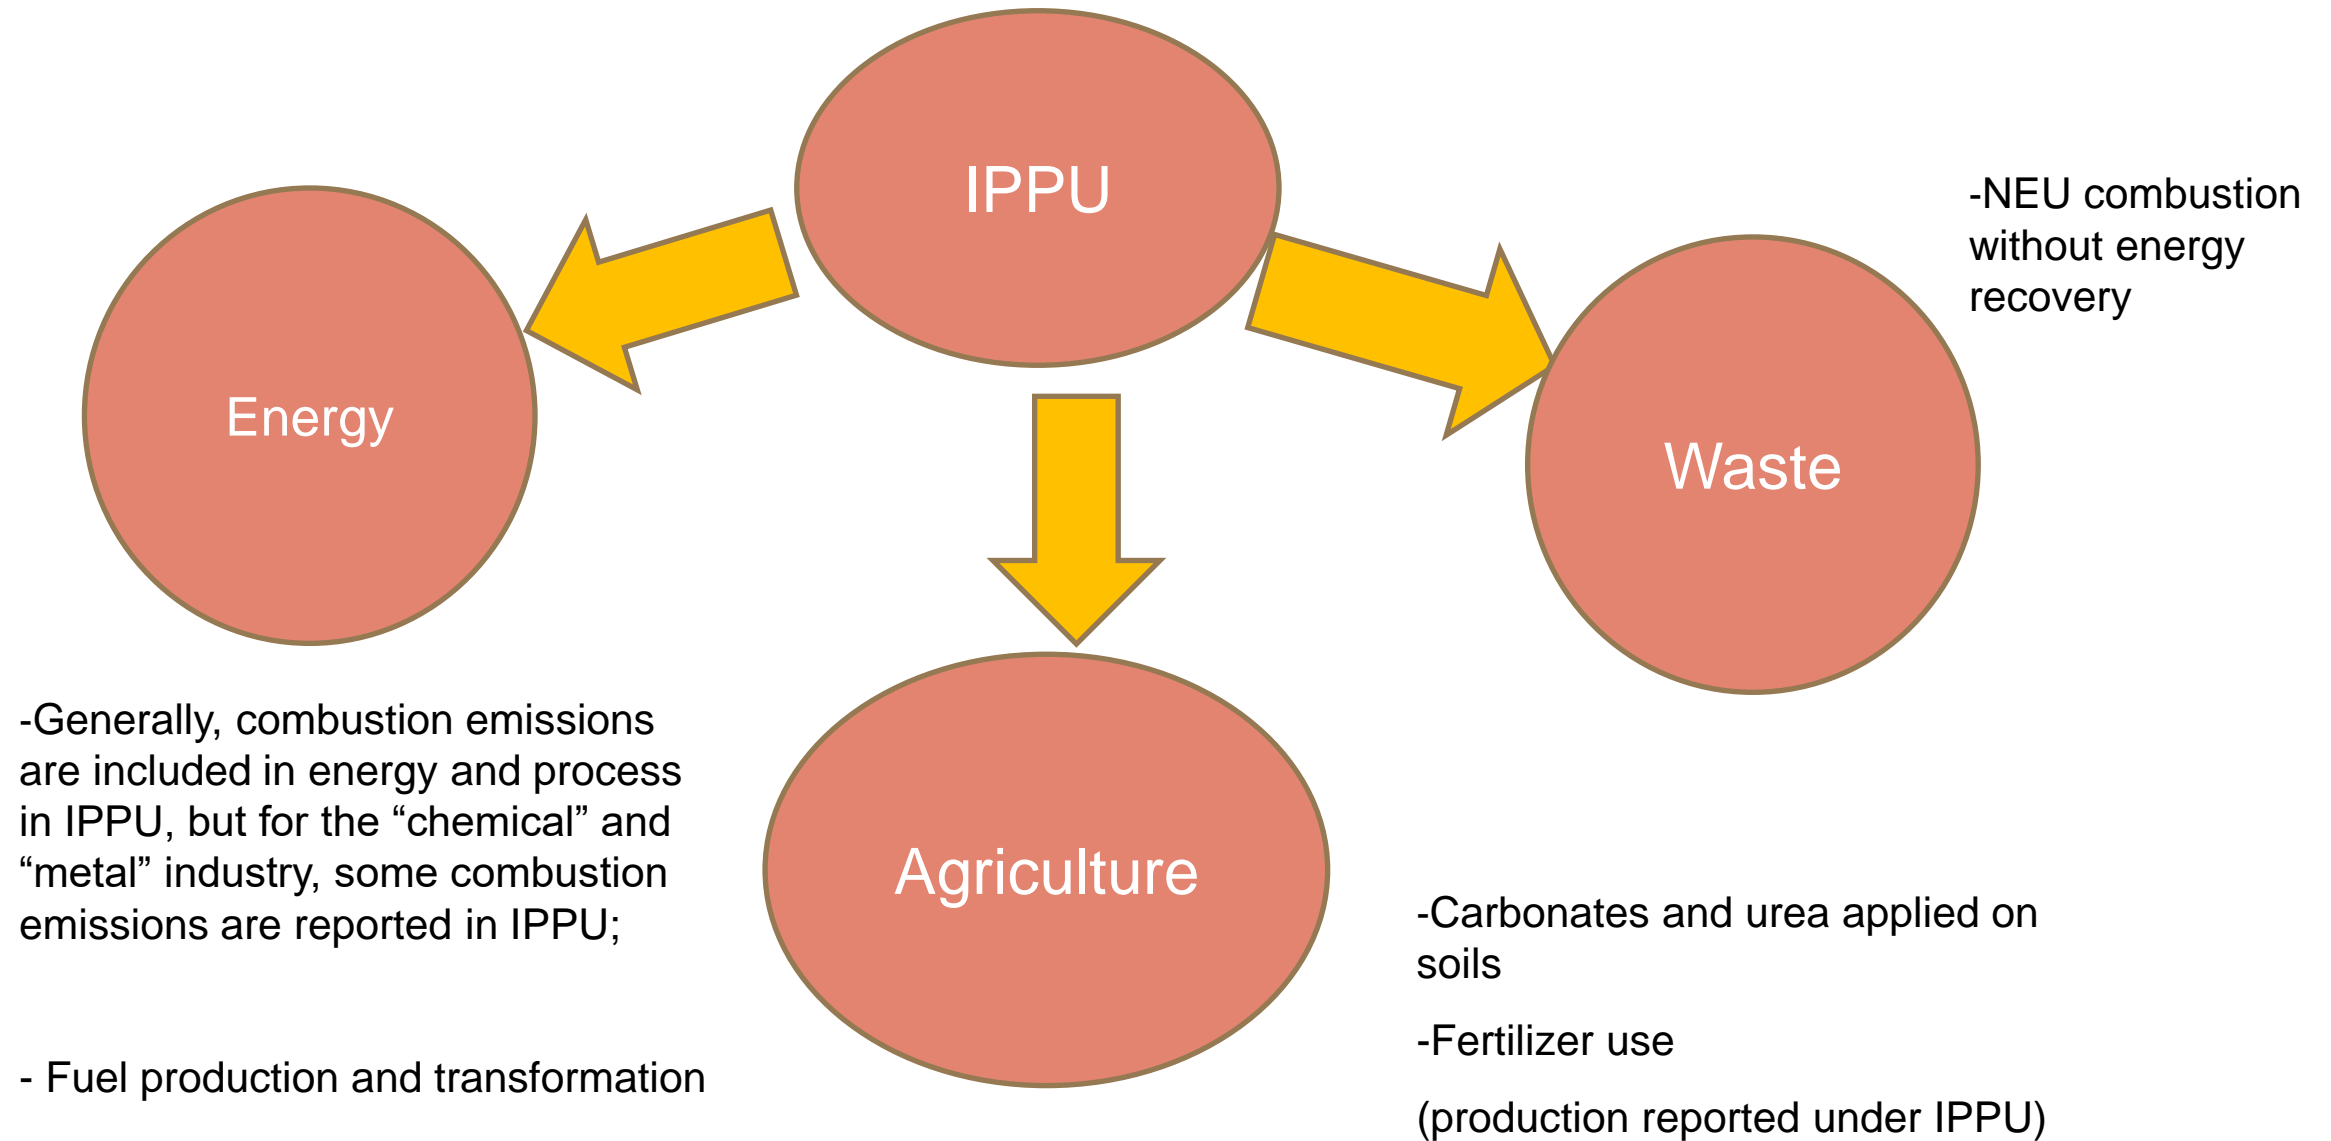 IPPU
-NEU combustion
without energy
recovery
Energy
Waste
-Generally, combustion emissions
are included in energy and process
in IPPU, but for the “chemical” and
“metal” industry, some combustion
emissions are reported in IPPU;
- Fuel production and transformation
Agriculture
-Carbonates and urea applied on
soils
-Fertilizer use
(production reported under IPPU)